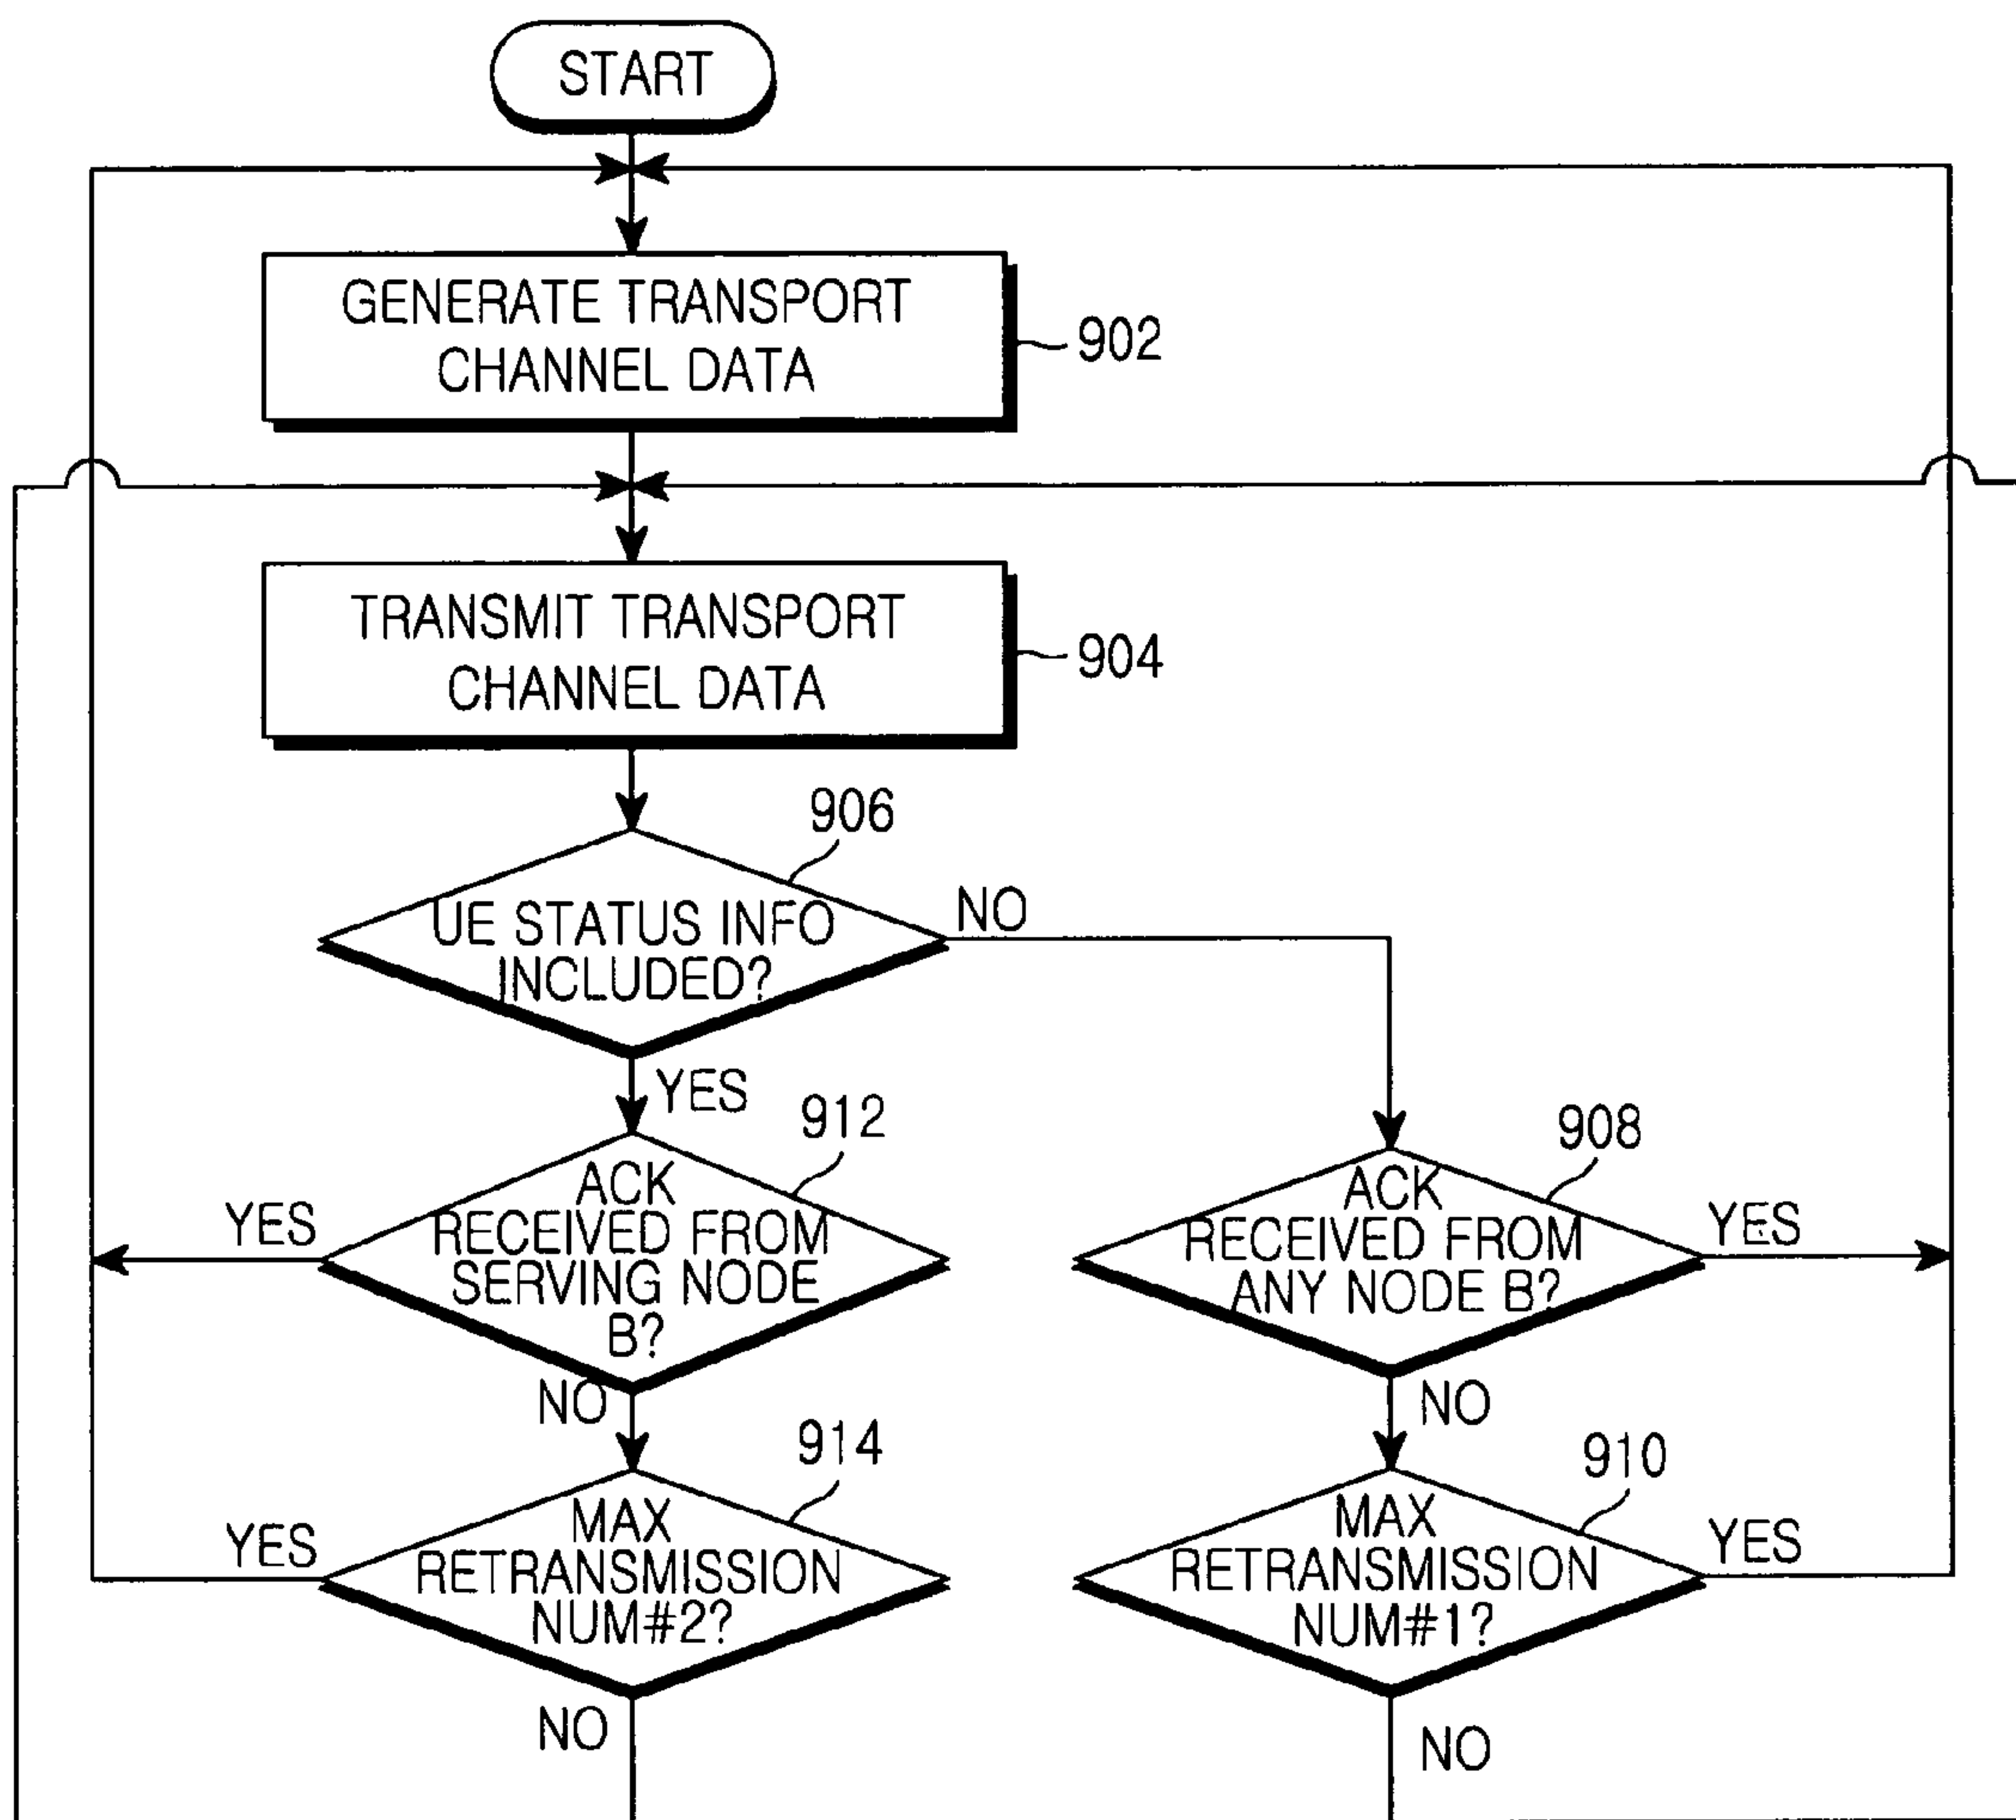 START
GENERATE TRANSPORT
CHANNEL DATA
902
TRANSMIT TRANSPORT
CHANNEL DATA
904
906
UE STATUS INFO
INCLUDED?
NO
YES
912
ACK
RECEIVED FROM
SERVING NODE
B?
YES
NO
908
ACK
RECEIVED FROM
ANY NODE B?
YES
NO
914
MAX
RETRANSMISSION
NUM#2?
YES
NO
910
MAX
RETRANSMISSION
NUM#1?
YES
NO